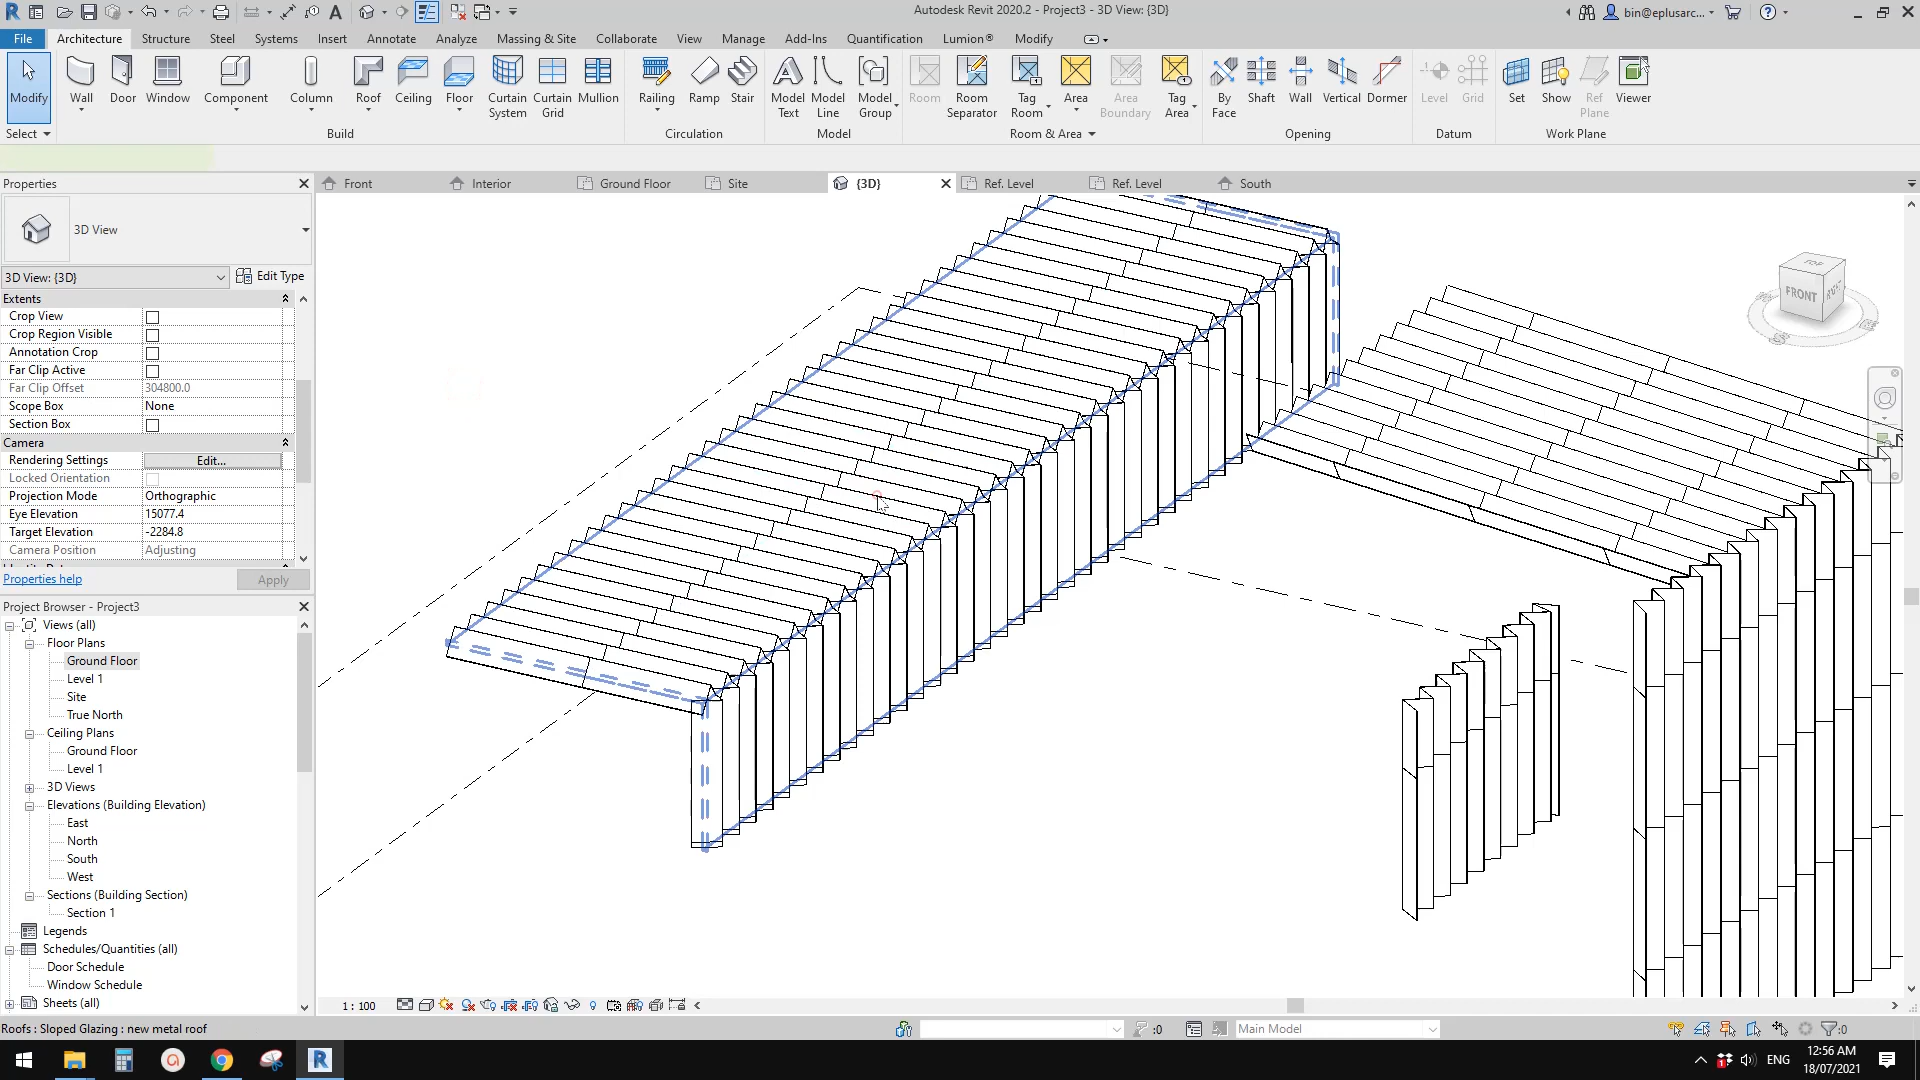 Autodesk Revit 2020.2 - Project3 - 3D View: {3D}
bin@eplusarc...
File Architecture Structure Steel Systems Insert Annotate Analyze Massing & Site Collaborate View Manage Add-Ins Quantification Lumion® Modify
Modify Wall Door Window Component Column Roof Ceiling Floor Curtain System Curtain Grid Mullion Railing Ramp Stair Model Text Model Line Model Group Room Room Separator Tag Room Area Area Boundary Tag Area By Face Shaft Wall Vertical Dormer Level Grid Set Show Ref Plane Viewer
Select Build Circulation Model Room & Area Opening Datum Work Plane
Properties
Front Interior Ground Floor Site {3D} Ref. Level Ref. Level South
3D View
3D View: {3D} Edit Type
Extents
Crop View
Crop Region Visible
Annotation Crop
Far Clip Active
Far Clip Offset 304800.0
Scope Box None
Section Box
Camera
Rendering Settings Edit...
Locked Orientation
Projection Mode Orthographic
Eye Elevation 15077.4
Target Elevation -2284.8
Camera Position Adjusting
Properties help Apply
TOP
FRONT
RIGHT
Project Browser - Project3
Views (all)
Floor Plans
Ground Floor
Level 1
Site
True North
Ceiling Plans
Ground Floor
Level 1
3D Views
Elevations (Building Elevation)
East
North
South
West
Sections (Building Section)
Section 1
Legends
Schedules/Quantities (all)
Door Schedule
Window Schedule
Sheets (all)
1 : 100
Roofs : Sloped Glazing : new metal roof
:0
Main Model
:0
ENG
12:56 AM
18/07/2021